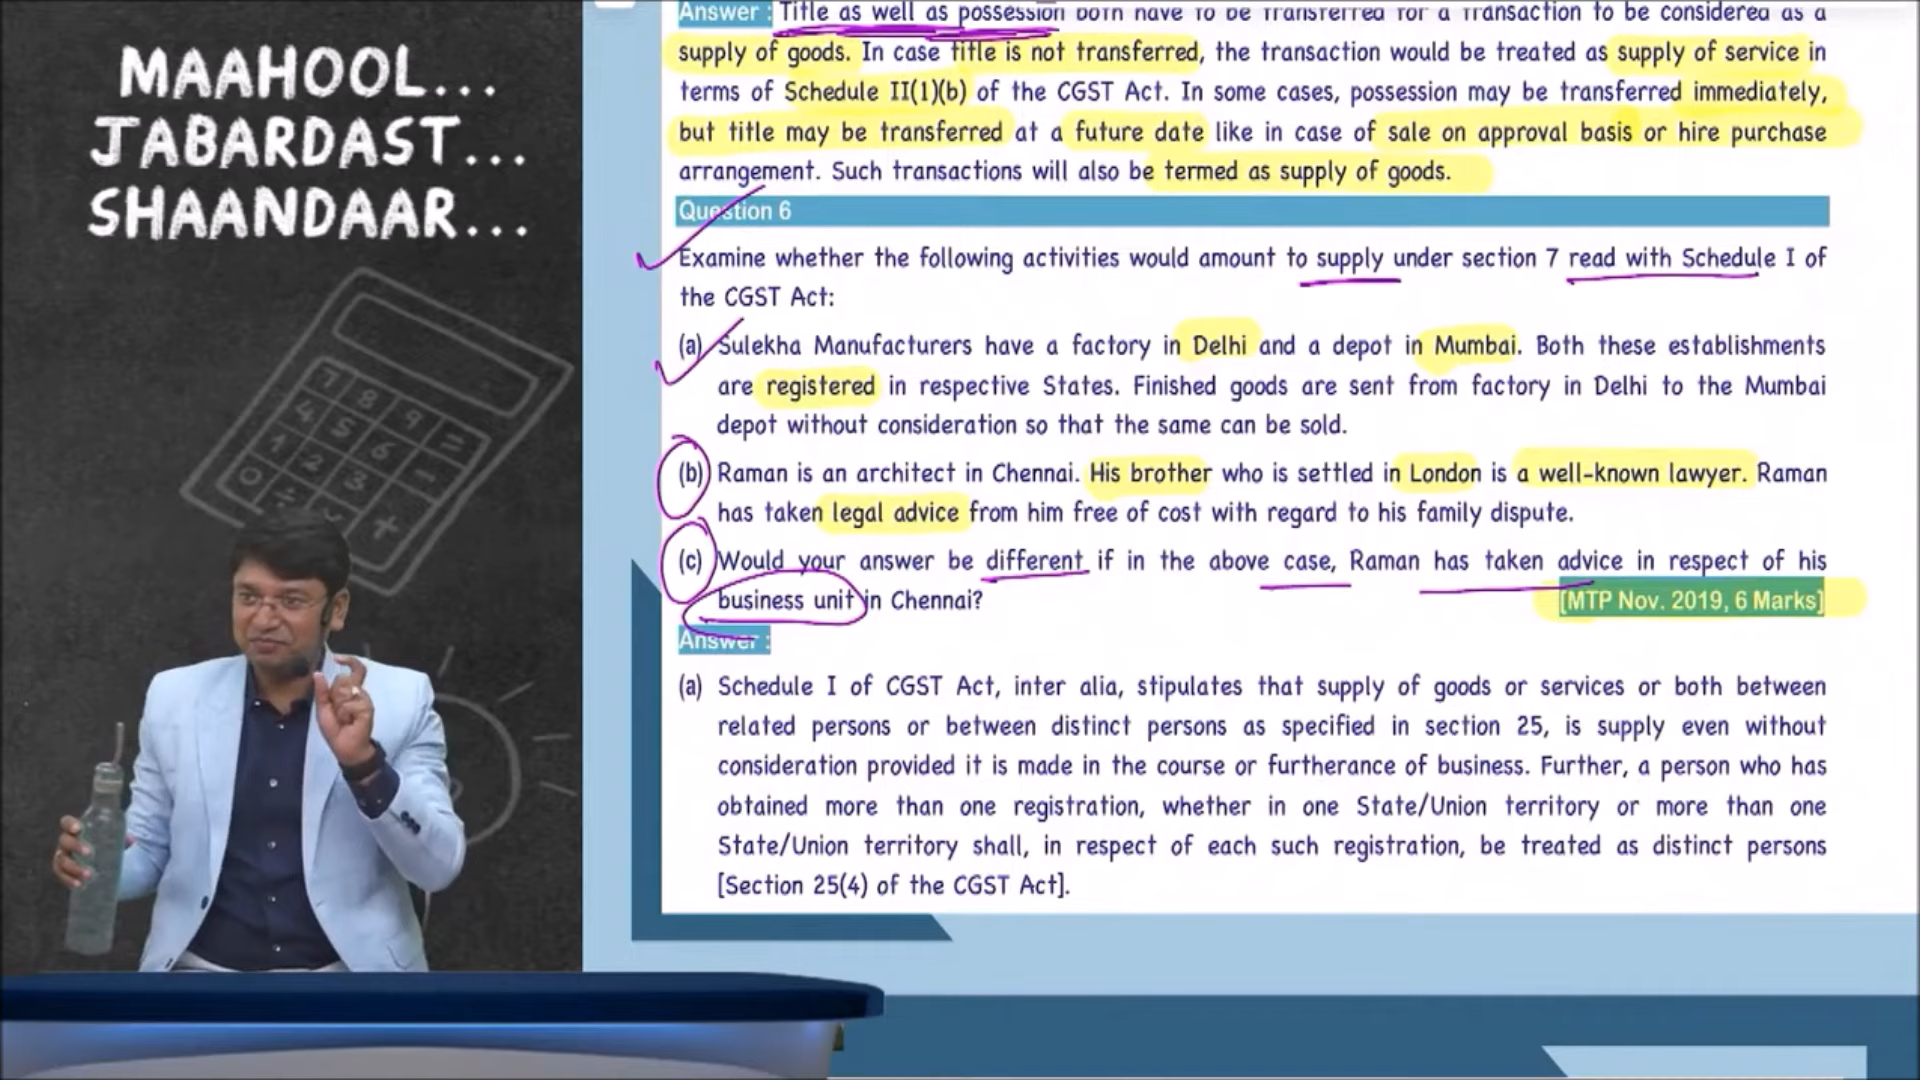 MAAHOOL...
JABARDAST...
SHAANDAAR...
Answer : Title as well as possession both have to be transferred for a transaction to be considered as a
supply of goods. In case title is not transferred, the transaction would be treated as supply of service in
terms of Schedule II(1)(b) of the CGST Act. In some cases, possession may be transferred immediately,
but title may be transferred at a future date like in case of sale on approval basis or hire purchase
arrangement. Such transactions will also be termed as supply of goods.
Question 6
Examine whether the following activities would amount to supply under section 7 read with Schedule I of
the CGST Act:
(a) Sulekha Manufacturers have a factory in Delhi and a depot in Mumbai. Both these establishments
are registered in respective States. Finished goods are sent from factory in Delhi to the Mumbai
depot without consideration so that the same can be sold.
(b) Raman is an architect in Chennai. His brother who is settled in London is a well-known lawyer. Raman
has taken legal advice from him free of cost with regard to his family dispute.
(c) Would your answer be different if in the above case, Raman has taken advice in respect of his
business unit in Chennai? [MTP Nov. 2019, 6 Marks]
Answer :
(a) Schedule I of CGST Act, inter alia, stipulates that supply of goods or services or both between
related persons or between distinct persons as specified in section 25, is supply even without
consideration provided it is made in the course or furtherance of business. Further, a person who has
obtained more than one registration, whether in one State/Union territory or more than one
State/Union territory shall, in respect of each such registration, be treated as distinct persons
[Section 25(4) of the CGST Act].
7 8 9 =
4 5 6 -
1 2 3
0 ÷ +